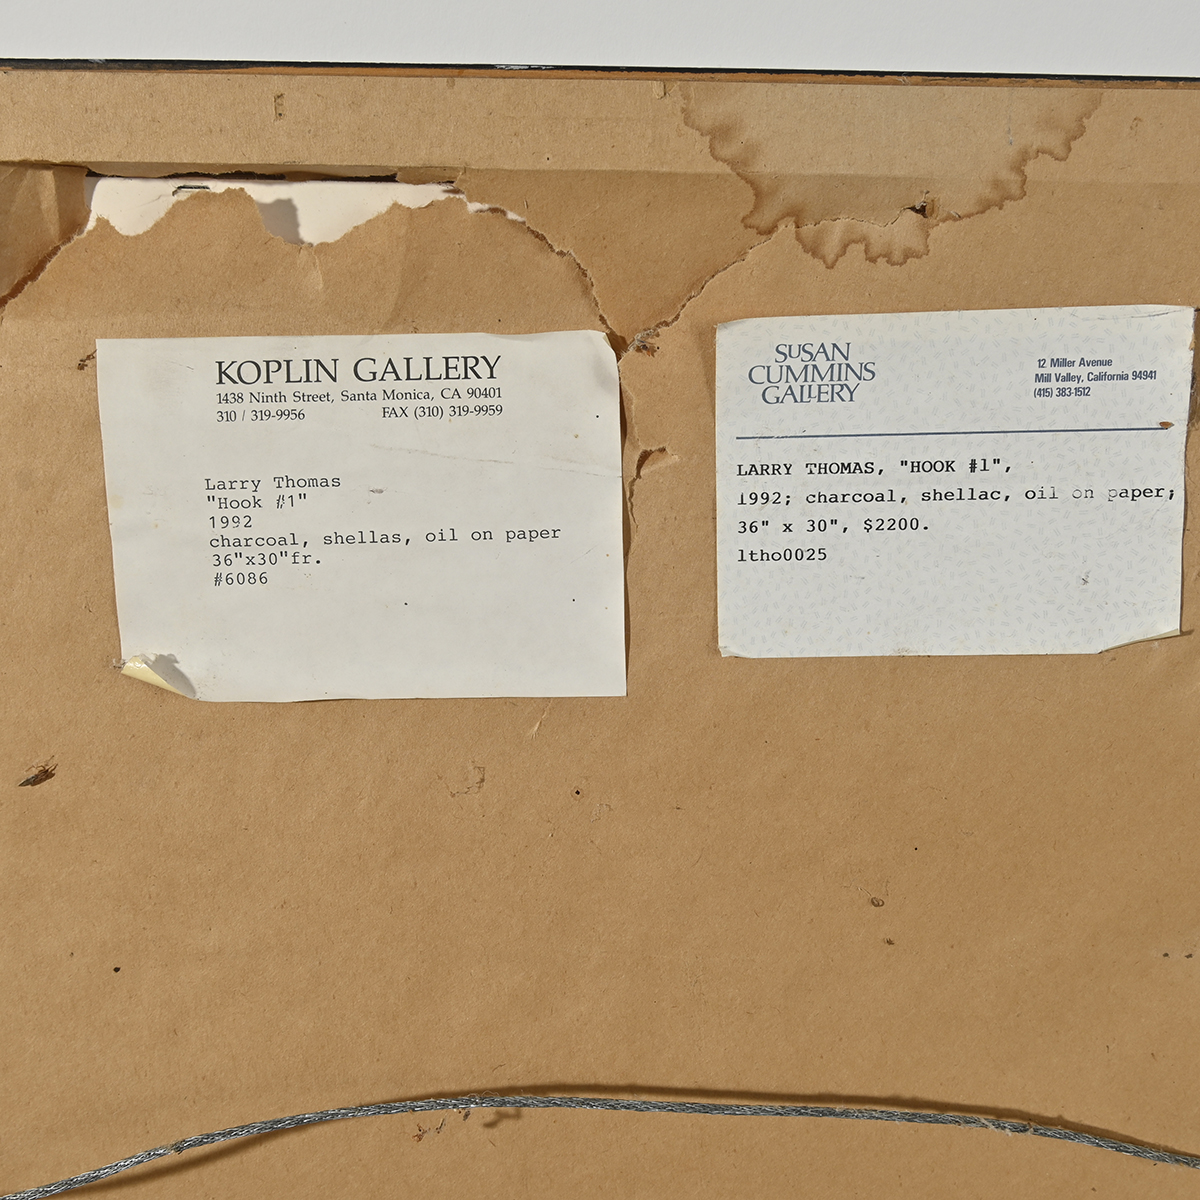 KOPLIN GALLERY
1438 Ninth Street, Santa Monica, CA 90401
310 / 319-9956 FAX (310) 319-9959
Larry Thomas
"Hook #1"
1992
charcoal, shellas, oil on paper
36"x30"fr.
#6086
SUSAN
CUMMINS
GALLERY
12 Miller Avenue
Mill Valley, California 94941
(415) 383-1512
LARRY THOMAS, "HOOK #1",
1992; charcoal, shellac, oil on paper;
36" x 30", $2200.
ltho0025